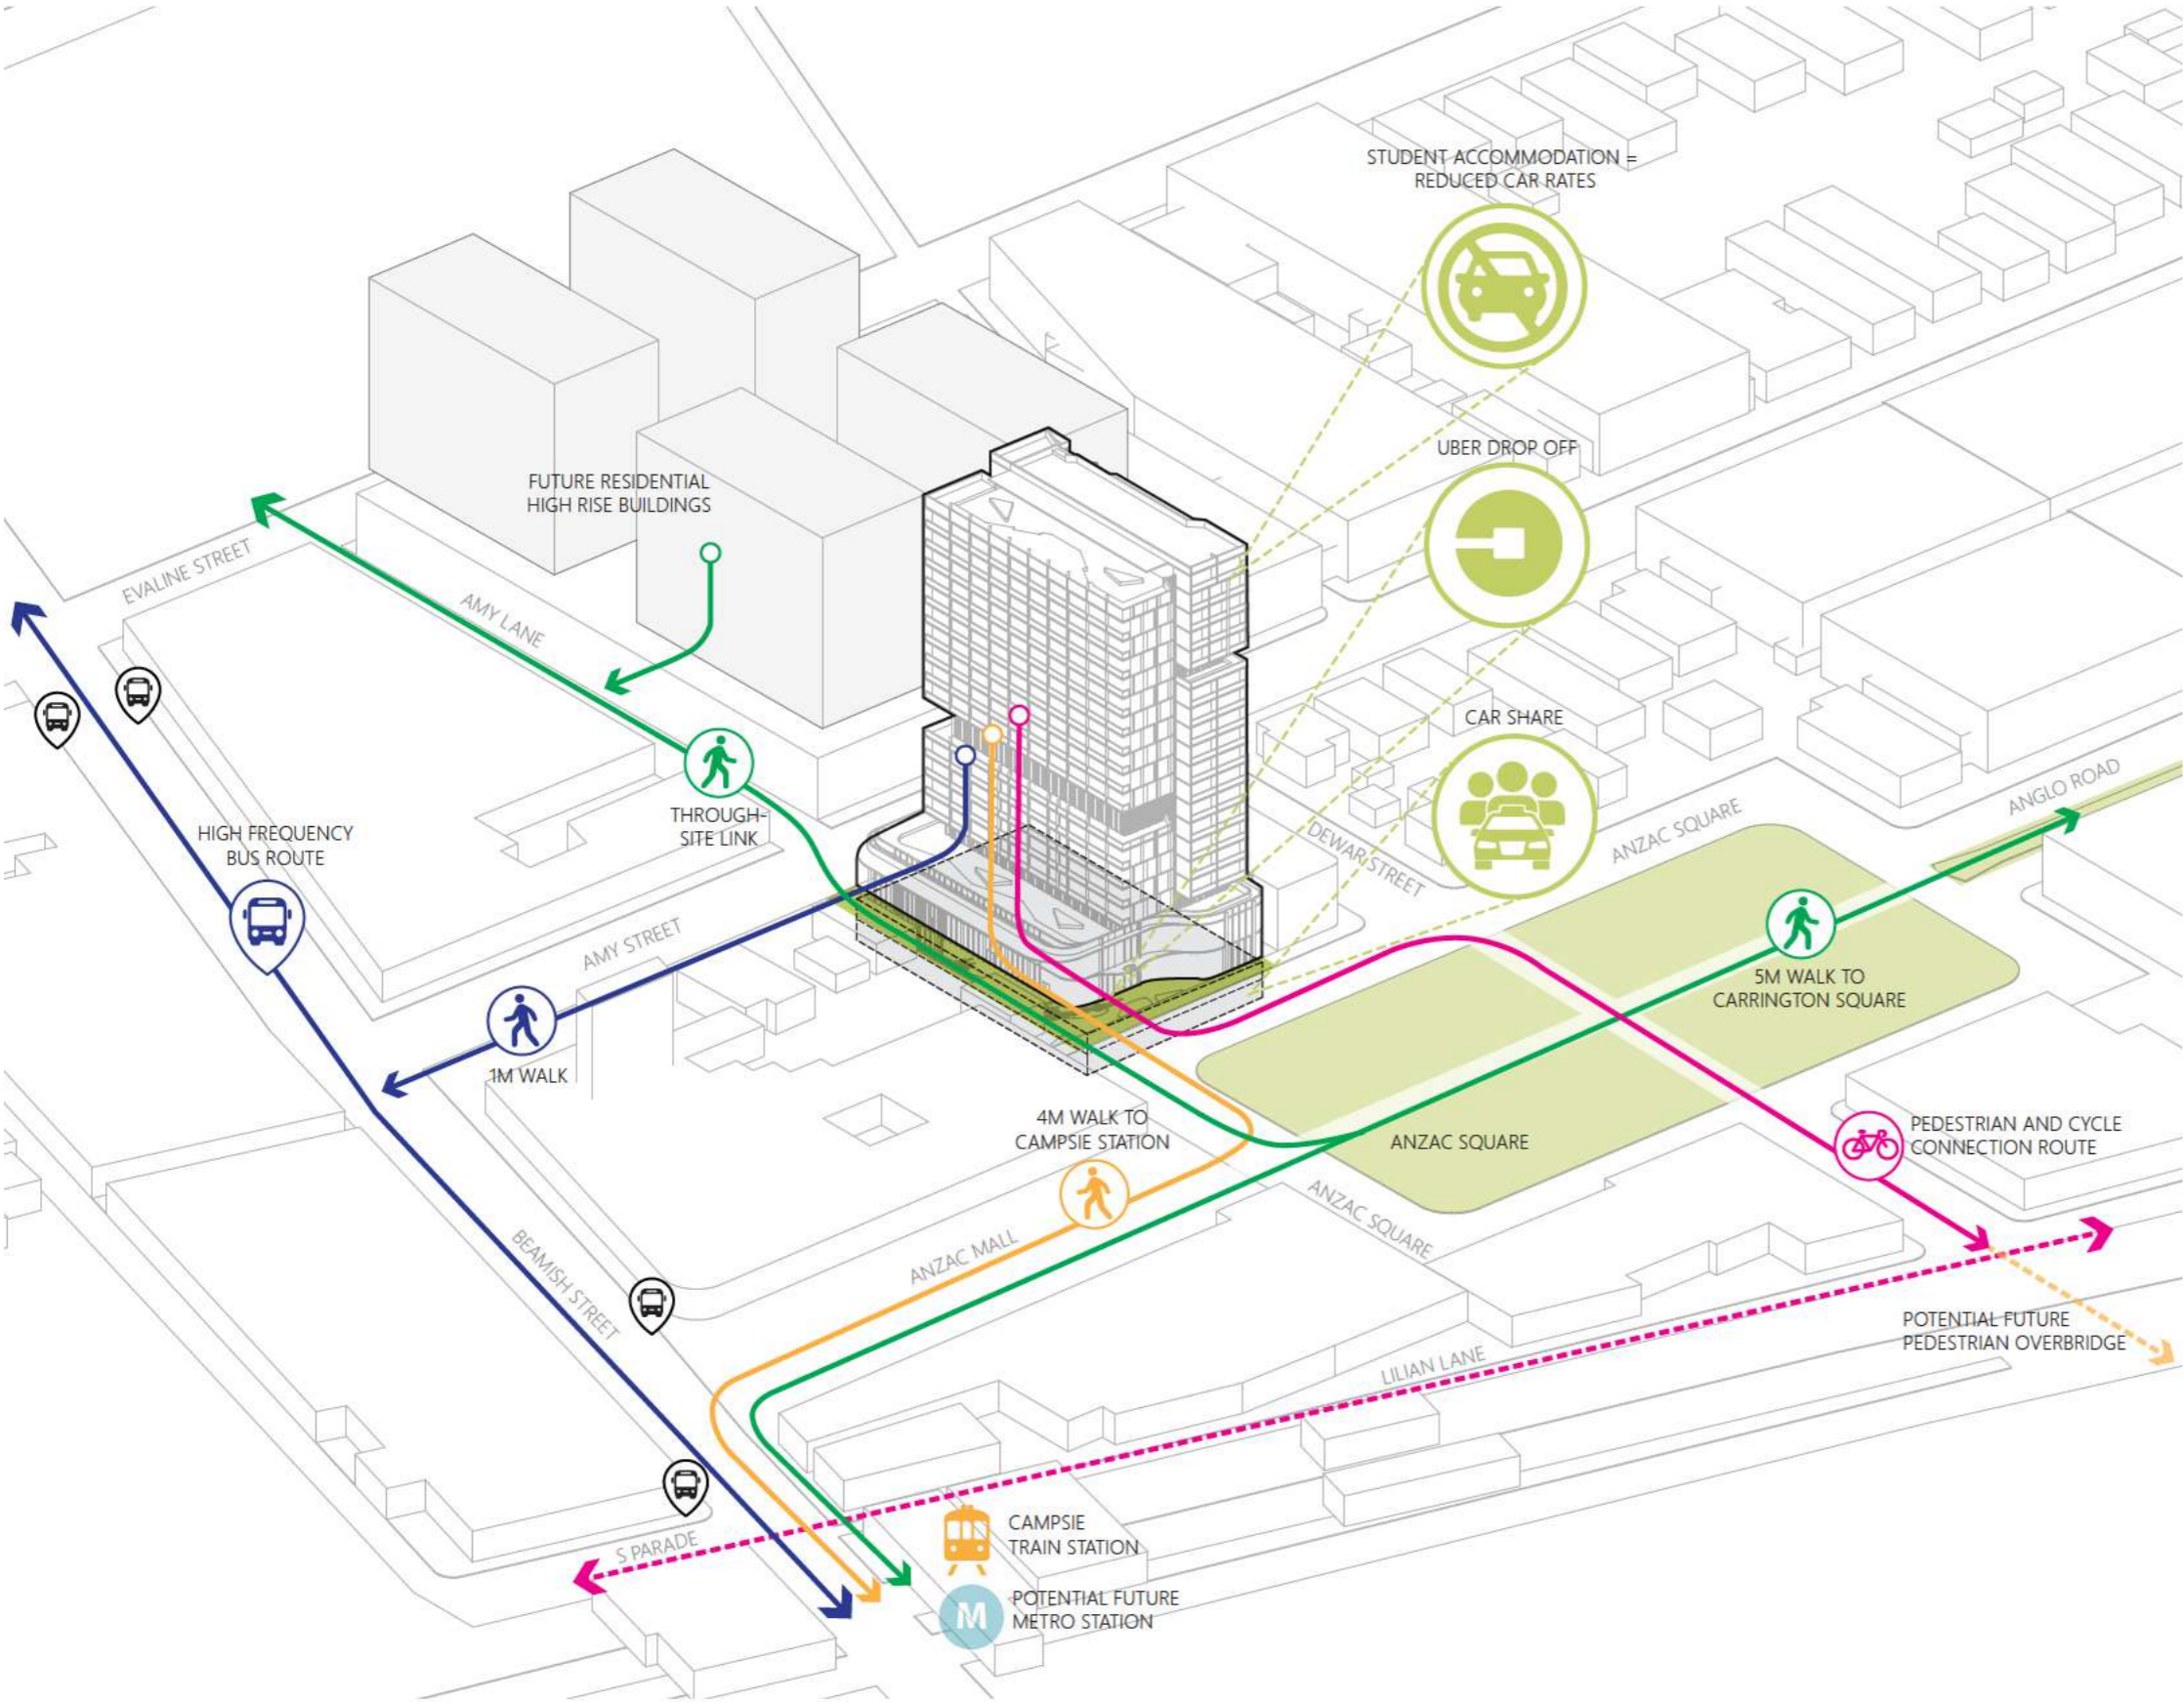 STUDENT ACCOMMODATION =
REDUCED CAR RATES
UBER DROP OFF
FUTURE RESIDENTIAL
HIGH RISE BUILDINGS
EVALINE STREET
AMY LANE
CAR SHARE
THROUGH-
SITE LINK
HIGH FREQUENCY
BUS ROUTE
DEWAR STREET
ANZAC SQUARE
ANGLO ROAD
AMY STREET
5M WALK TO
CARRINGTON SQUARE
1M WALK
4M WALK TO
CAMPSIE STATION
ANZAC SQUARE
PEDESTRIAN AND CYCLE
CONNECTION ROUTE
ANZAC SQUARE
ANZAC MALL
BEAMISH STREET
POTENTIAL FUTURE
PEDESTRIAN OVERBRIDGE
LILIAN LANE
S PARADE
CAMPSIE
TRAIN STATION
M
POTENTIAL FUTURE
METRO STATION